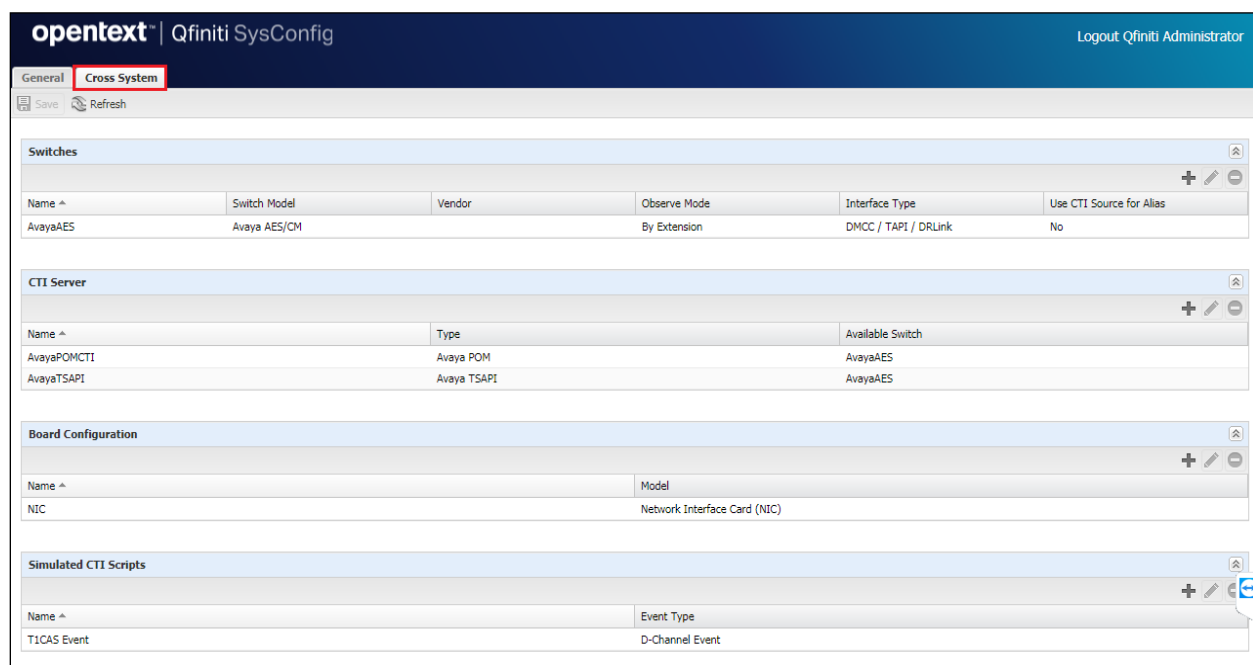 opentext™ | Qfiniti SysConfig
Logout Qfiniti Administrator
General Cross System
Save Refresh
Switches
Name Switch Model Vendor Observe Mode Interface Type Use CTI Source for Alias
AvayaAES Avaya AES/CM By Extension DMCC / TAPI / DRLink No
CTI Server
Name Type Available Switch
AvayaPOMCTI Avaya POM AvayaAES
AvayaTSAPI Avaya TSAPI AvayaAES
Board Configuration
Name Model
NIC Network Interface Card (NIC)
Simulated CTI Scripts
Name Event Type
T1CAS Event D-Channel Event